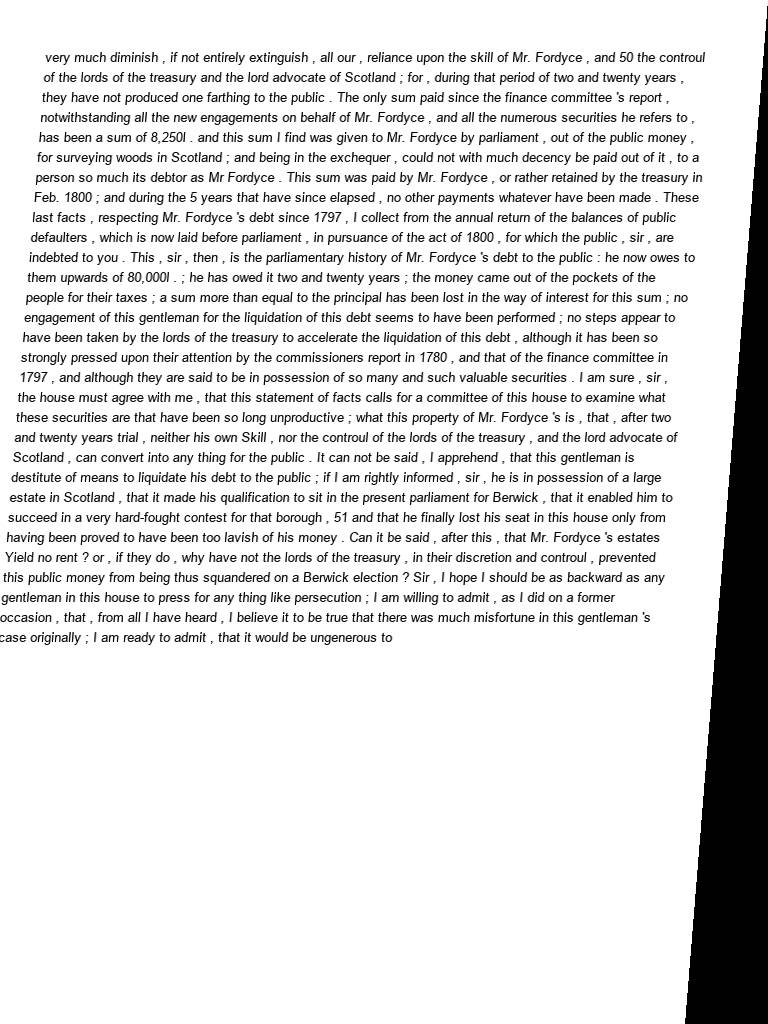 very much diminish , if not entirely extinguish , all our , reliance upon the skill of Mr. Fordyce , and 50 the controul
of the lords of the treasury and the lord advocate of Scotland ; for , during that period of two and twenty years ,
they have not produced one farthing to the public . The only sum paid since the finance committee 's report ,
notwithstanding all the new engagements on behalf of Mr. Fordyce , and all the numerous securities he refers to ,
has been a sum of 8,250l . and this sum I find was given to Mr. Fordyce by parliament , out of the public money ,
for surveying woods in Scotland ; and being in the exchequer , could not with much decency be paid out of it , to a
person so much its debtor as Mr Fordyce . This sum was paid by Mr. Fordyce , or rather retained by the treasury in
Feb. 1800 ; and during the 5 years that have since elapsed , no other payments whatever have been made . These
last facts , respecting Mr. Fordyce 's debt since 1797 , I collect from the annual return of the balances of public
defaulters , which is now laid before parliament , in pursuance of the act of 1800 , for which the public , sir , are
indebted to you . This , sir , then , is the parliamentary history of Mr. Fordyce 's debt to the public : he now owes to
them upwards of 80,000l . ; he has owed it two and twenty years ; the money came out of the pockets of the
people for their taxes ; a sum more than equal to the principal has been lost in the way of interest for this sum ; no
engagement of this gentleman for the liquidation of this debt seems to have been performed ; no steps appear to
have been taken by the lords of the treasury to accelerate the liquidation of this debt , although it has been so
strongly pressed upon their attention by the commissioners report in 1780 , and that of the finance committee in
1797 , and although they are said to be in possession of so many and such valuable securities . I am sure , sir ,
the house must agree with me , that this statement of facts calls for a committee of this house to examine what
these securities are that have been so long unproductive ; what this property of Mr. Fordyce 's is , that , after two
and twenty years trial , neither his own Skill , nor the controul of the lords of the treasury , and the lord advocate of
Scotland , can convert into any thing for the public . It can not be said , I apprehend , that this gentleman is
destitute of means to liquidate his debt to the public ; if I am rightly informed , sir , he is in possession of a large
estate in Scotland , that it made his qualification to sit in the present parliament for Berwick , that it enabled him to
succeed in a very hard-fought contest for that borough , 51 and that he finally lost his seat in this house only from
having been proved to have been too lavish of his money . Can it be said , after this , that Mr. Fordyce 's estates
Yield no rent ? or , if they do , why have not the lords of the treasury , in their discretion and controul , prevented
this public money from being thus squandered on a Berwick election ? Sir , I hope I should be as backward as any
gentleman in this house to press for any thing like persecution ; I am willing to admit , as I did on a former
occasion , that , from all I have heard , I believe it to be true that there was much misfortune in this gentleman 's
case originally ; I am ready to admit , that it would be ungenerous to